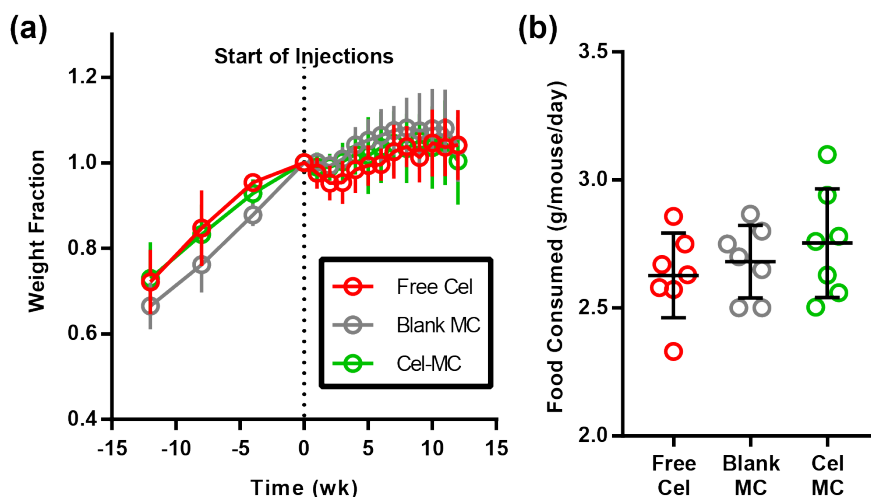 (a)
Start of Injections
Weight Fraction
1.2
1.0
0.8
0.6
0.4
-15 -10 -5 0 5 10 15
Time (wk)
Free Cel
Blank MC
Cel-MC
(b)
Food Consumed (g/mouse/day)
3.5
3.0
2.5
2.0
Free
Cel
Blank
MC
Cel
MC